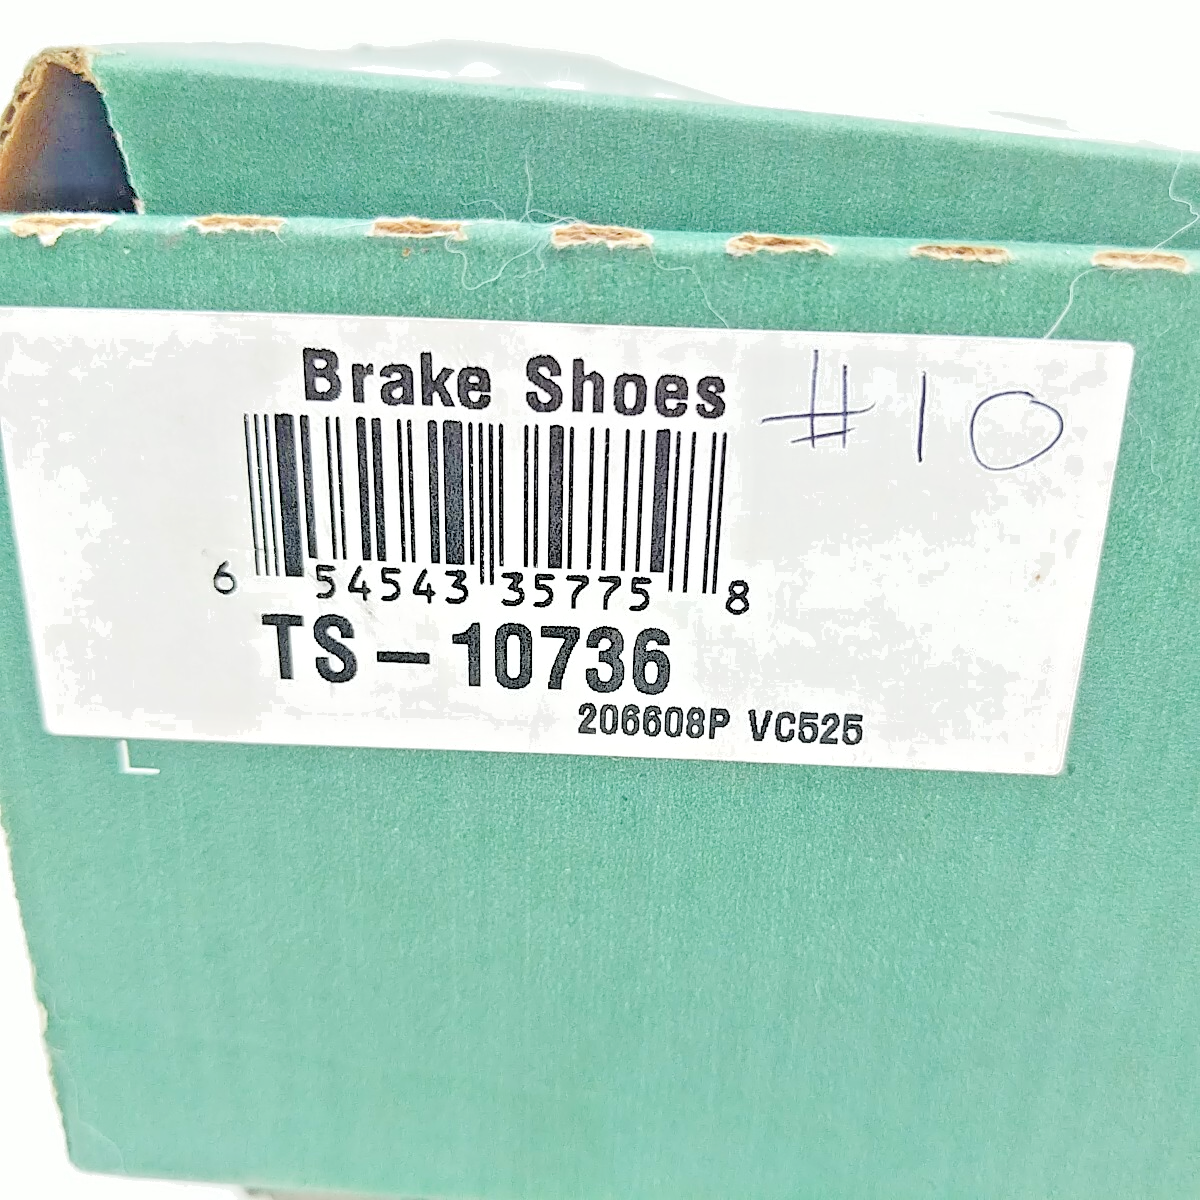 Brake Shoes #10
6 54543 35775 8
TS-10736
206608P VC525